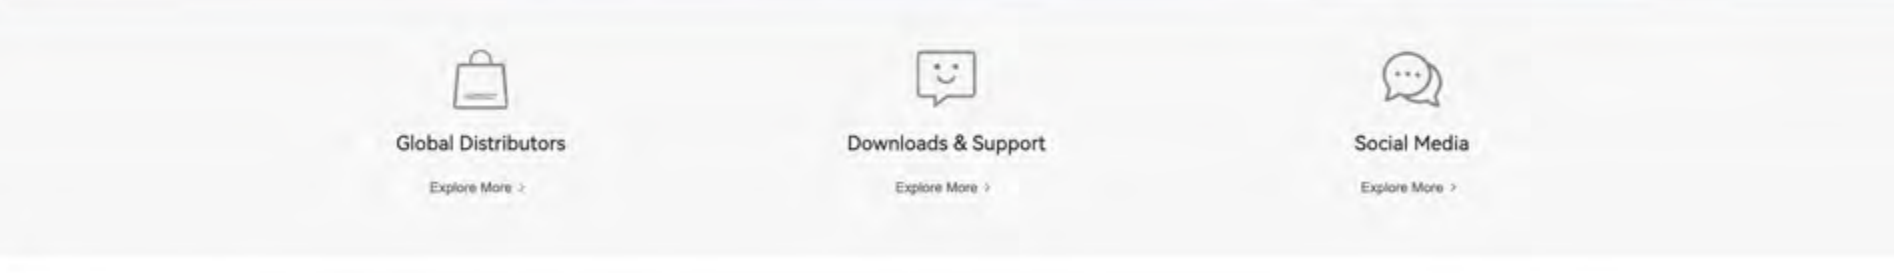 Global Distributors
Downloads & Support
Social Media
Explore More >
Explore More >
Explore More >